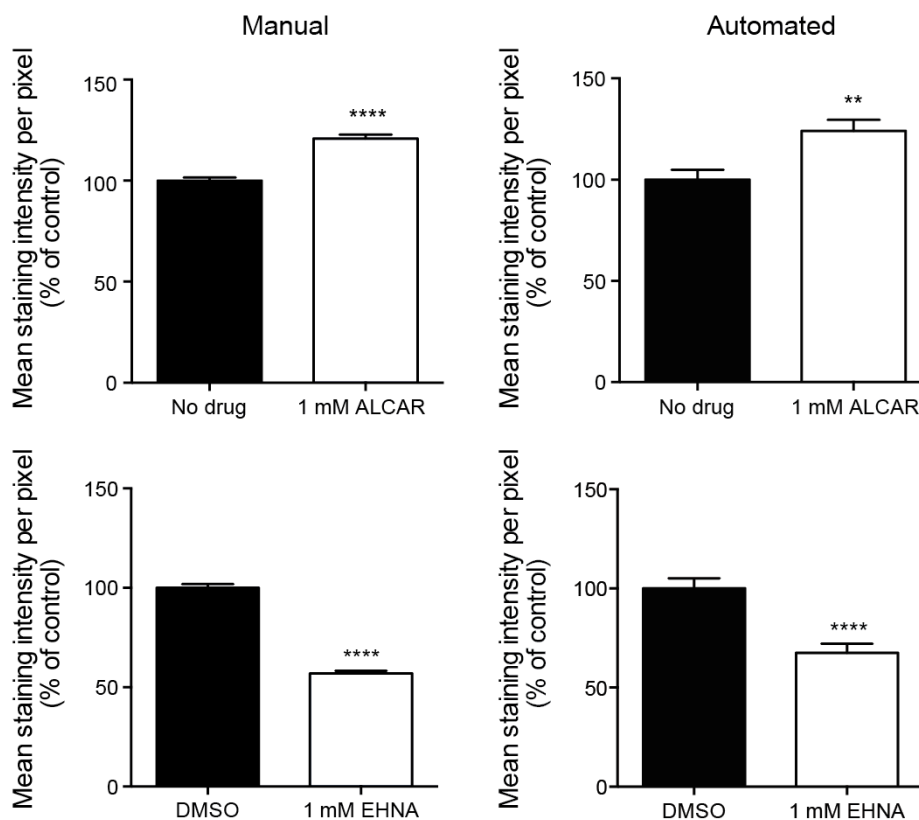 Manual
Automated
Mean staining intensity per pixel
(% of control)
150
100
50
0
****
No drug
1 mM ALCAR
Mean staining intensity per pixel
(% of control)
150
100
50
0
**
No drug
1 mM ALCAR
Mean staining intensity per pixel
(% of control)
150
100
50
0
****
DMSO
1 mM EHNA
Mean staining intensity per pixel
(% of control)
150
100
50
0
****
DMSO
1 mM EHNA